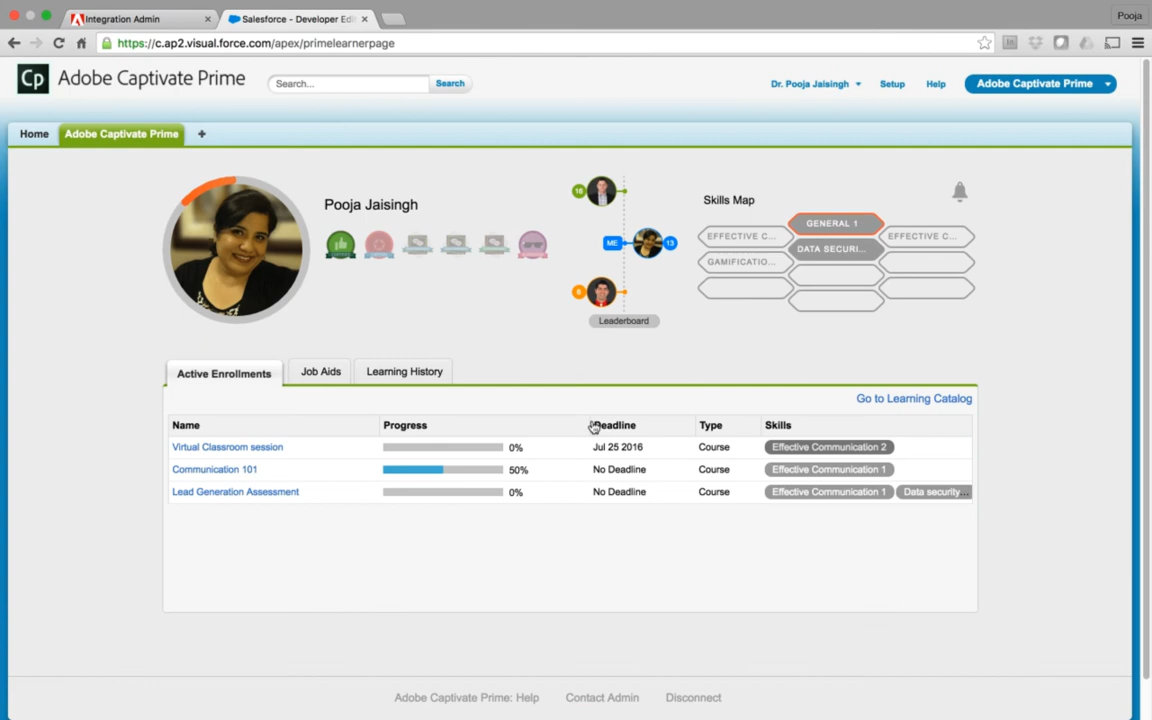 Integration Admin
Salesforce - Developer Edi
Pooja
https://c.ap2.visual.force.com/apex/primelearnerpage
Cp Adobe Captivate Prime
Search...
Search
Dr. Pooja Jaisingh
Setup
Help
Adobe Captivate Prime
Home
Adobe Captivate Prime
+
Pooja Jaisingh
16
ME
13
6
Leaderboard
Skills Map
GENERAL 1
EFFECTIVE C...
DATA SECURI...
EFFECTIVE C...
GAMIFICATIO...
Active Enrollments
Job Aids
Learning History
Go to Learning Catalog
Name Progress Deadline Type Skills
Virtual Classroom session 0% Jul 25 2016 Course Effective Communication 2
Communication 101 50% No Deadline Course Effective Communication 1
Lead Generation Assessment 0% No Deadline Course Effective Communication 1 Data security...
Adobe Captivate Prime: Help
Contact Admin
Disconnect